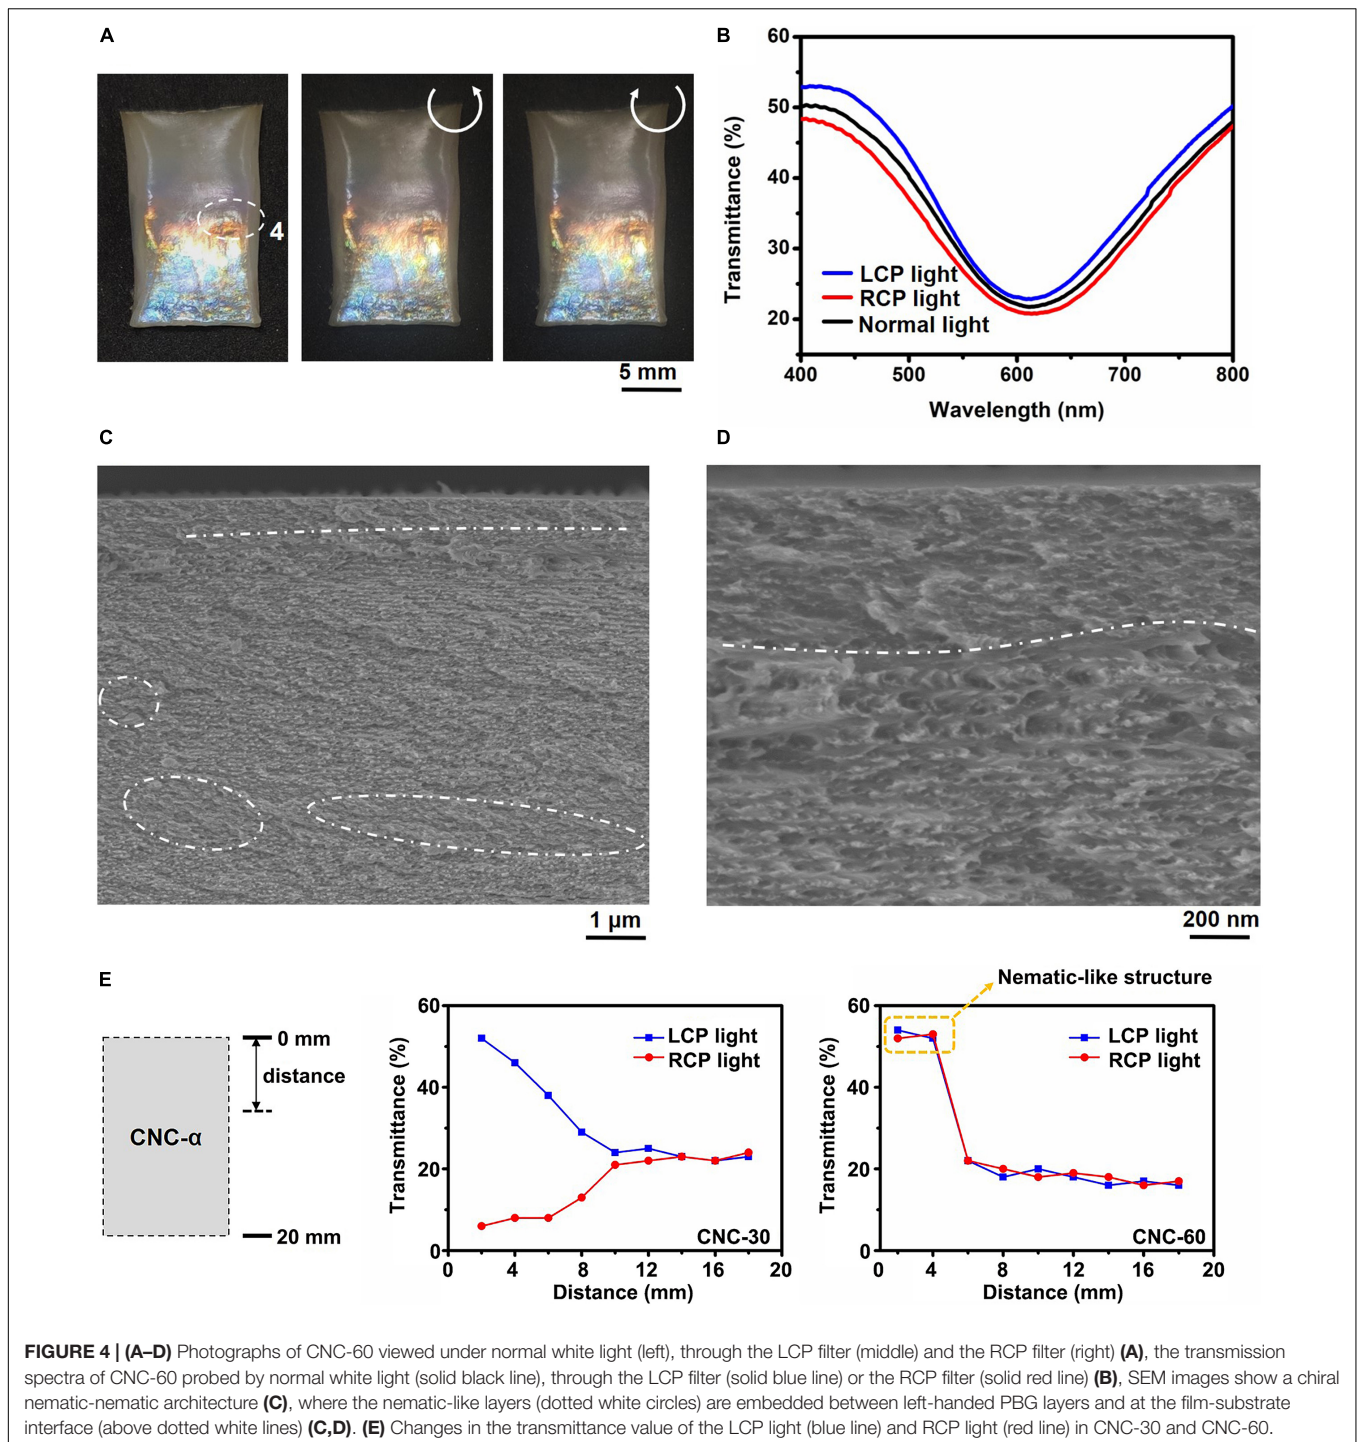 A
4
5 mm
B
60
50
40
30
20
Transmittance (%)
LCP light
RCP light
Normal light
400
500
600
700
800
Wavelength (nm)
C
1 μm
D
200 nm
E
0 mm
distance
CNC-α
20 mm
60
40
20
0
Transmittance (%)
LCP light
RCP light
CNC-30
0
4
8
12
16
20
Distance (mm)
Nematic-like structure
60
40
20
0
Transmittance (%)
LCP light
RCP light
CNC-60
0
4
8
12
16
20
Distance (mm)
FIGURE 4 | (A–D) Photographs of CNC-60 viewed under normal white light (left), through the LCP filter (middle) and the RCP filter (right) (A), the transmission
spectra of CNC-60 probed by normal white light (solid black line), through the LCP filter (solid blue line) or the RCP filter (solid red line) (B), SEM images show a chiral
nematic-nematic architecture (C), where the nematic-like layers (dotted white circles) are embedded between left-handed PBG layers and at the film-substrate
interface (above dotted white lines) (C,D). (E) Changes in the transmittance value of the LCP light (blue line) and RCP light (red line) in CNC-30 and CNC-60.